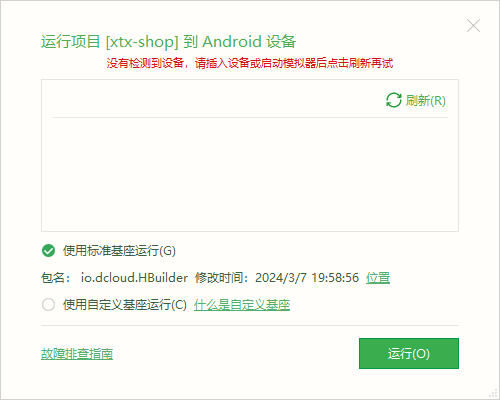 运行项目 [xtx-shop] 到 Android 设备
没有检测到设备，请插入设备或启动模拟器后点击刷新再试
刷新(R)
使用标准基座运行(G)
包名： io.dcloud.HBuilder 修改时间：2024/3/7 19:58:56 位置
使用自定义基座运行(C) 什么是自定义基座
故障排查指南
运行(O)